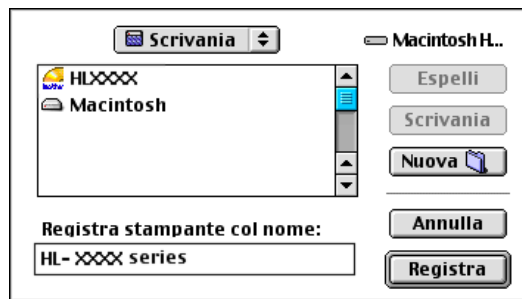 Scrivania
Macintosh H...
HLXXXX
Macintosh
Espelli
Scrivania
Nuova
Registra stampante col nome:
HL- XXXX series
Annulla
Registra